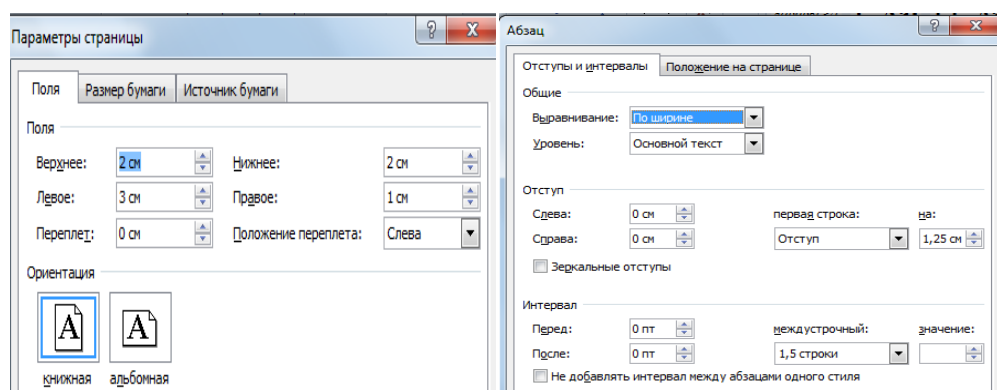 Параметры страницы
Поля Размер бумаги Источник бумаги
Поля
Верхнее: 2 см Нижнее: 2 см
Левое: 3 см Правое: 1 см
Переплет: 0 см Положение переплета: Слева
Ориентация
A A
книжная альбомная
Абзац
Отступы и интервалы Положение на странице
Общие
Выравнивание: По ширине
Уровень: Основной текст
Отступ
Слева: 0 см первая строка: на:
Справа: 0 см Отступ 1,25 см
Зеркальные отступы
Интервал
Перед: 0 пт междустрочный: значение:
После: 0 пт 1,5 строки
Не добавлять интервал между абзацами одного стиля